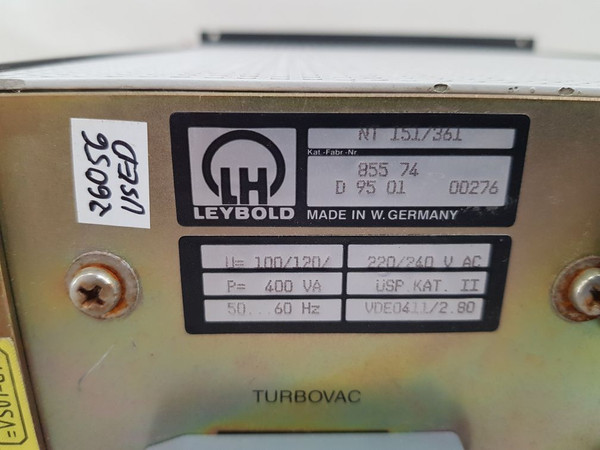 NT 151/361
Kat.-Fabr.-Nr.
855 74
D 95 01 00276
LH
LEYBOLD
MADE IN W. GERMANY
26056
USED
U= 100/120/ 220/240 V AC
P= 400 VA ÜSP KAT. II
50...60 Hz VDE0411/2.80
TURBOVAC